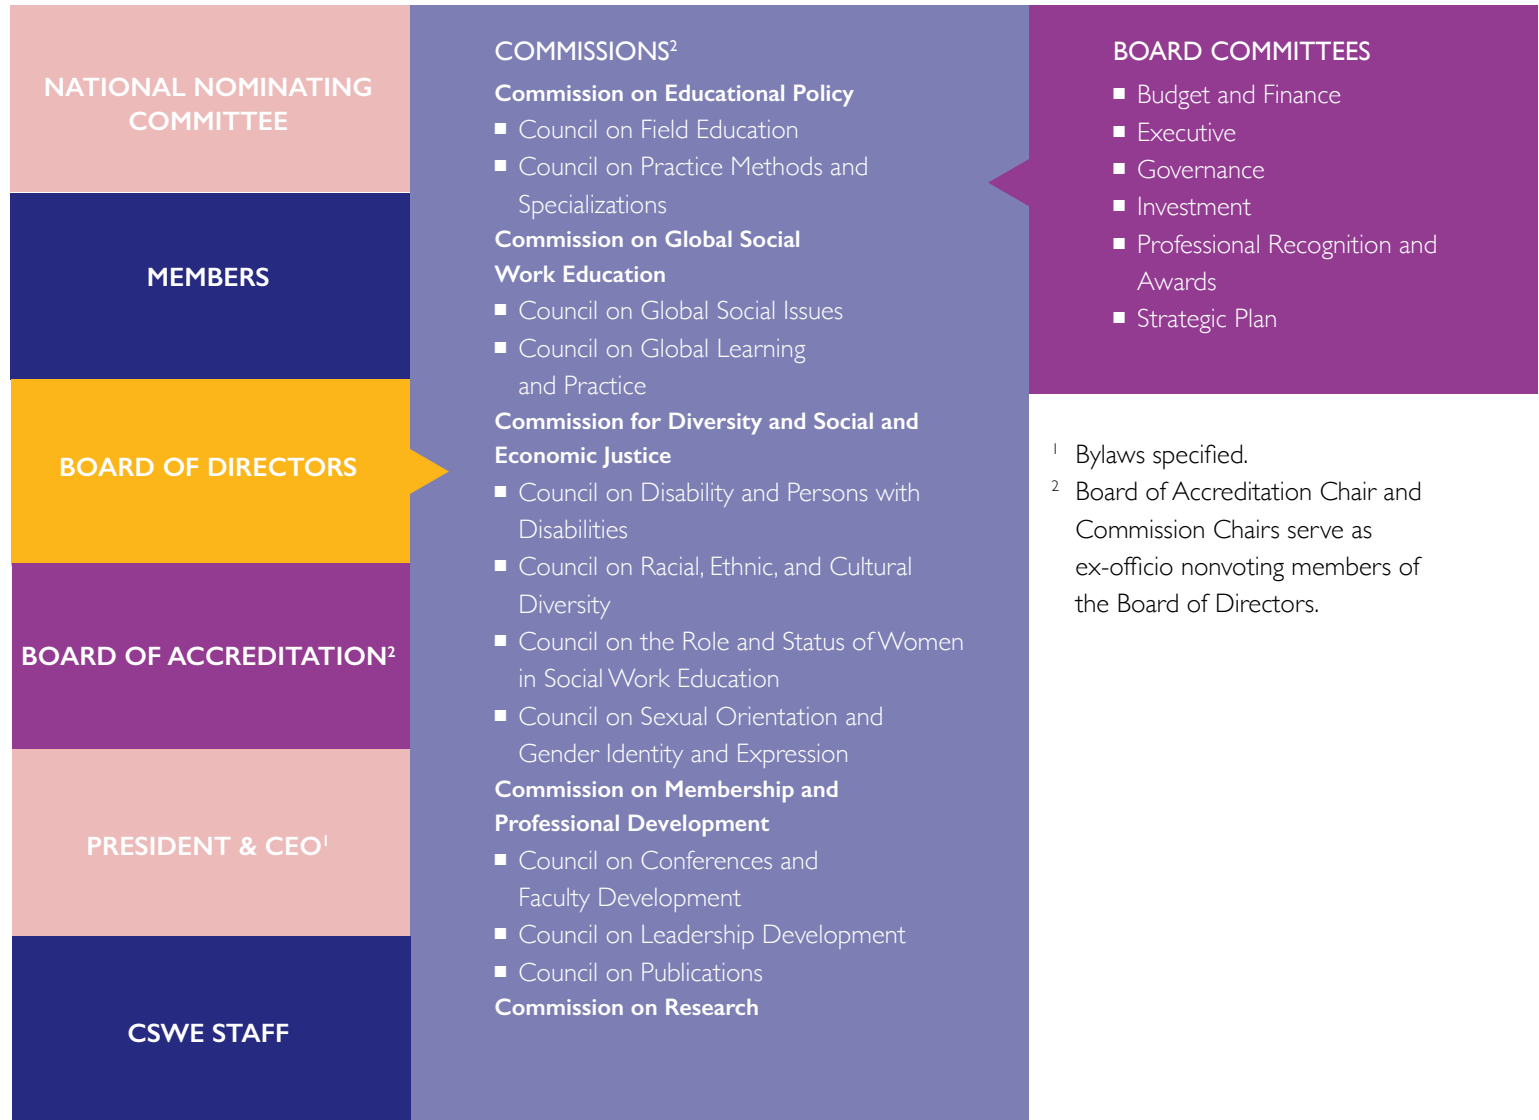 NATIONAL NOMINATING
COMMITTEE
MEMBERS
BOARD OF DIRECTORS
BOARD OF ACCREDITATION²
PRESIDENT & CEO¹
CSWE STAFF
COMMISSIONS²
Commission on Educational Policy
■ Council on Field Education
■ Council on Practice Methods and
Specializations
Commission on Global Social
Work Education
■ Council on Global Social Issues
■ Council on Global Learning
and Practice
Commission for Diversity and Social and
Economic Justice
■ Council on Disability and Persons with
Disabilities
■ Council on Racial, Ethnic, and Cultural
Diversity
■ Council on the Role and Status of Women
in Social Work Education
■ Council on Sexual Orientation and
Gender Identity and Expression
Commission on Membership and
Professional Development
■ Council on Conferences and
Faculty Development
■ Council on Leadership Development
■ Council on Publications
Commission on Research
BOARD COMMITTEES
■ Budget and Finance
■ Executive
■ Governance
■ Investment
■ Professional Recognition and
Awards
■ Strategic Plan
¹ Bylaws specified.
² Board of Accreditation Chair and
Commission Chairs serve as
ex-officio nonvoting members of
the Board of Directors.